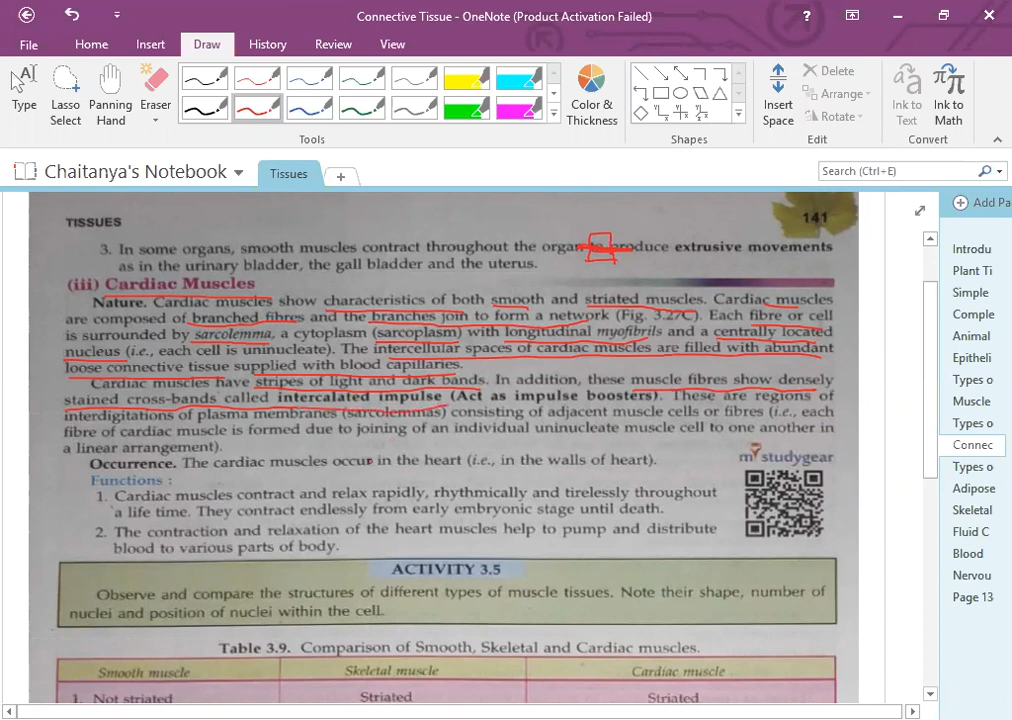 Connective Tissue - OneNote (Product Activation Failed)
?
File Home Insert Draw History Review View
Type
Lasso Select
Panning Hand
Eraser
Color & Thickness
Insert Space
Delete
Arrange
Rotate
Ink to Text
Ink to Math
Tools
Shapes
Edit
Convert
Chaitanya's Notebook
Tissues
Search (Ctrl+E)
Add Pa
Introdu
Plant Ti
Simple
Comple
Animal
Epitheli
Types o
Muscle
Types o
Connec
Types o
Adipose
Skeletal
Fluid C
Blood
Nervou
Page 13
TISSUES
141
3. In some organs, smooth muscles contract throughout the organ to produce extrusive movements
as in the urinary bladder, the gall bladder and the uterus.
(iii) Cardiac Muscles
Nature. Cardiac muscles show characteristics of both smooth and striated muscles. Cardiac muscles
are composed of branched fibres and the branches join to form a network (Fig. 3.27C). Each fibre or cell
is surrounded by sarcolemma, a cytoplasm (sarcoplasm) with longitudinal myofibrils and a centrally located
nucleus (i.e., each cell is uninucleate). The intercellular spaces of cardiac muscles are filled with abundant
loose connective tissue supplied with blood capillaries.
Cardiac muscles have stripes of light and dark bands. In addition, these muscle fibres show densely
stained cross-bands called intercalated impulse (Act as impulse boosters). These are regions of
interdigitations of plasma membranes (sarcolemmas) consisting of adjacent muscle cells or fibres (i.e., each
fibre of cardiac muscle is formed due to joining of an individual uninucleate muscle cell to one another in
a linear arrangement).
Occurrence. The cardiac muscles occur in the heart (i.e., in the walls of heart).
my studygear
Functions :
1. Cardiac muscles contract and relax rapidly, rhythmically and tirelessly throughout
a life time. They contract endlessly from early embryonic stage until death.
2. The contraction and relaxation of the heart muscles help to pump and distribute
blood to various parts of body.
ACTIVITY 3.5
Observe and compare the structures of different types of muscle tissues. Note their shape, number of
nuclei and position of nuclei within the cell.
Table 3.9. Comparison of Smooth, Skeletal and Cardiac muscles.
Smooth muscle Skeletal muscle Cardiac muscle
1. Not striated Striated Striated